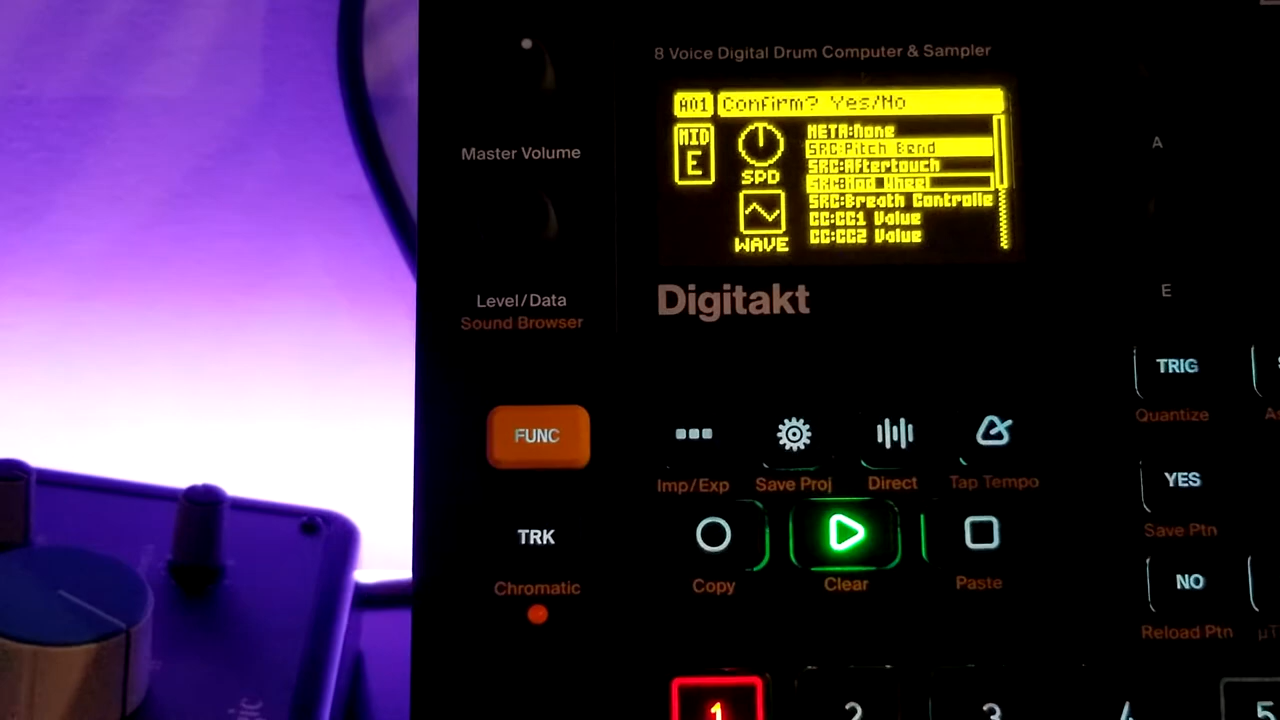 8 Voice Digital Drum Computer & Sampler
A01 Confirm? Yes/No
MID
E
SPD
WAVE
META:None
SRC:Pitch Bend
SRC:Aftertouch
SRC:Mod Wheel
SRC:Breath Controlle
CC:CC1 Value
CC:CC2 Value
Master Volume
Level/Data
Sound Browser
Digitakt
A
E
FUNC
TRK
Chromatic
Imp/Exp
Save Proj
Direct
Tap Tempo
Copy
Clear
Paste
TRIG
Quantize
YES
Save Ptn
NO
Reload Ptn
1
2
3
4
5